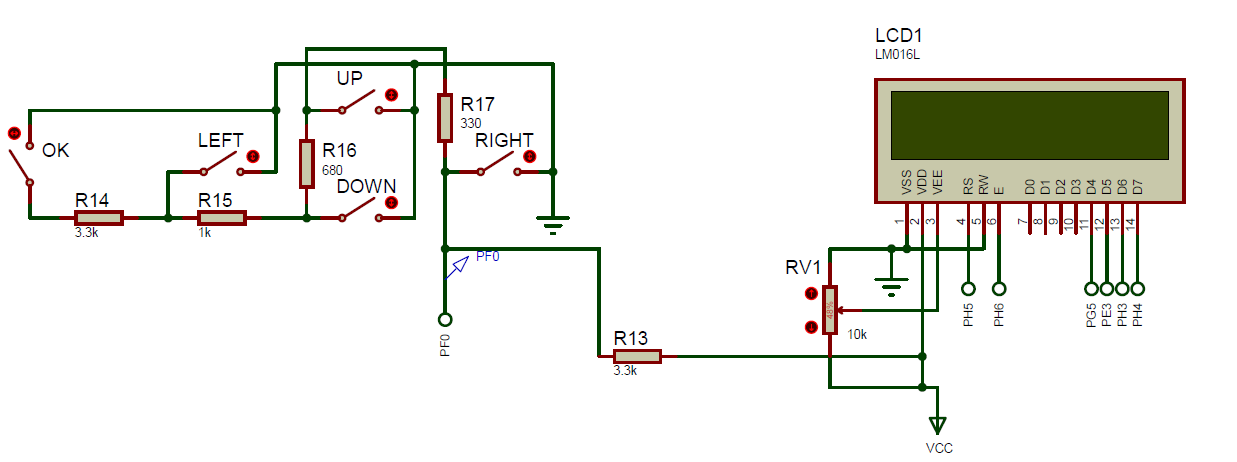 LCD1
LM016L
UP
R17
330
RIGHT
LEFT
OK
R16
680
DOWN
R14
3.3k
R15
1k
PF0
PF0
R13
3.3k
RV1
48%
10k
VSS
VDD
VEE
RS
RW
E
D0
D1
D2
D3
D4
D5
D6
D7
1
2
3
4
5
6
7
8
9
10
11
12
13
14
PH5
PH6
PG5
PE3
PH3
PH4
VCC